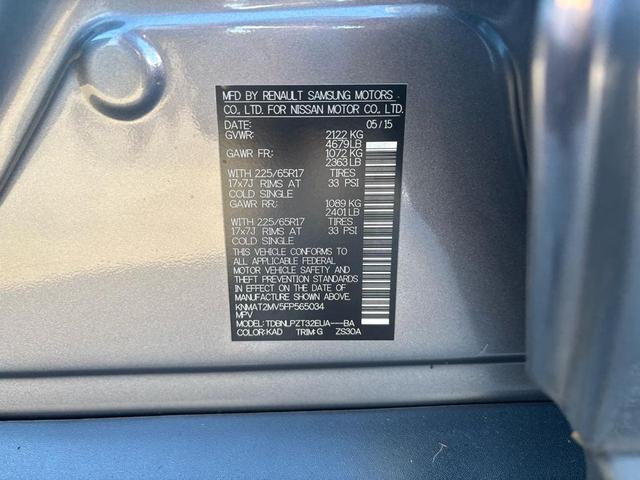 MFD BY RENAULT SAMSUNG MOTORS
CO., LTD. FOR NISSAN MOTOR CO., LTD.
DATE: 05/15
GVWR: 2122 KG
4679LB
GAWR FR: 1072 KG
2363 LB
WITH 225/65R17 TIRES
17x7J RIMS AT 33 PSI
COLD SINGLE
GAWR RR: 1089 KG
2401 LB
WITH 225/65R17 TIRES
17x7J RIMS AT 33 PSI
COLD SINGLE
THIS VEHICLE CONFORMS TO
ALL APPLICABLE FEDERAL
MOTOR VEHICLE SAFETY AND
THEFT PREVENTION STANDARDS
IN EFFECT ON THE DATE OF
MANUFACTURE SHOWN ABOVE.
KNMAT2MV5FP565034
MPV
MODEL: TDBNLPZT32EUA---BA
COLOR: KAD TRIM: G ZS30A